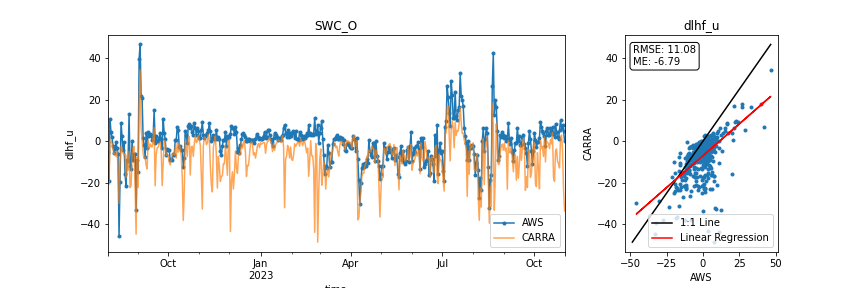 SWC_O
dlhf_u
40
20
0
−20
−40
Oct
Jan
2023
Apr
Jul
Oct
AWS
CARRA
dlhf_u
RMSE: 11.08
ME: -6.79
CARRA
40
20
0
−20
−40
1:1 Line
Linear Regression
−50
−25
0
25
50
AWS